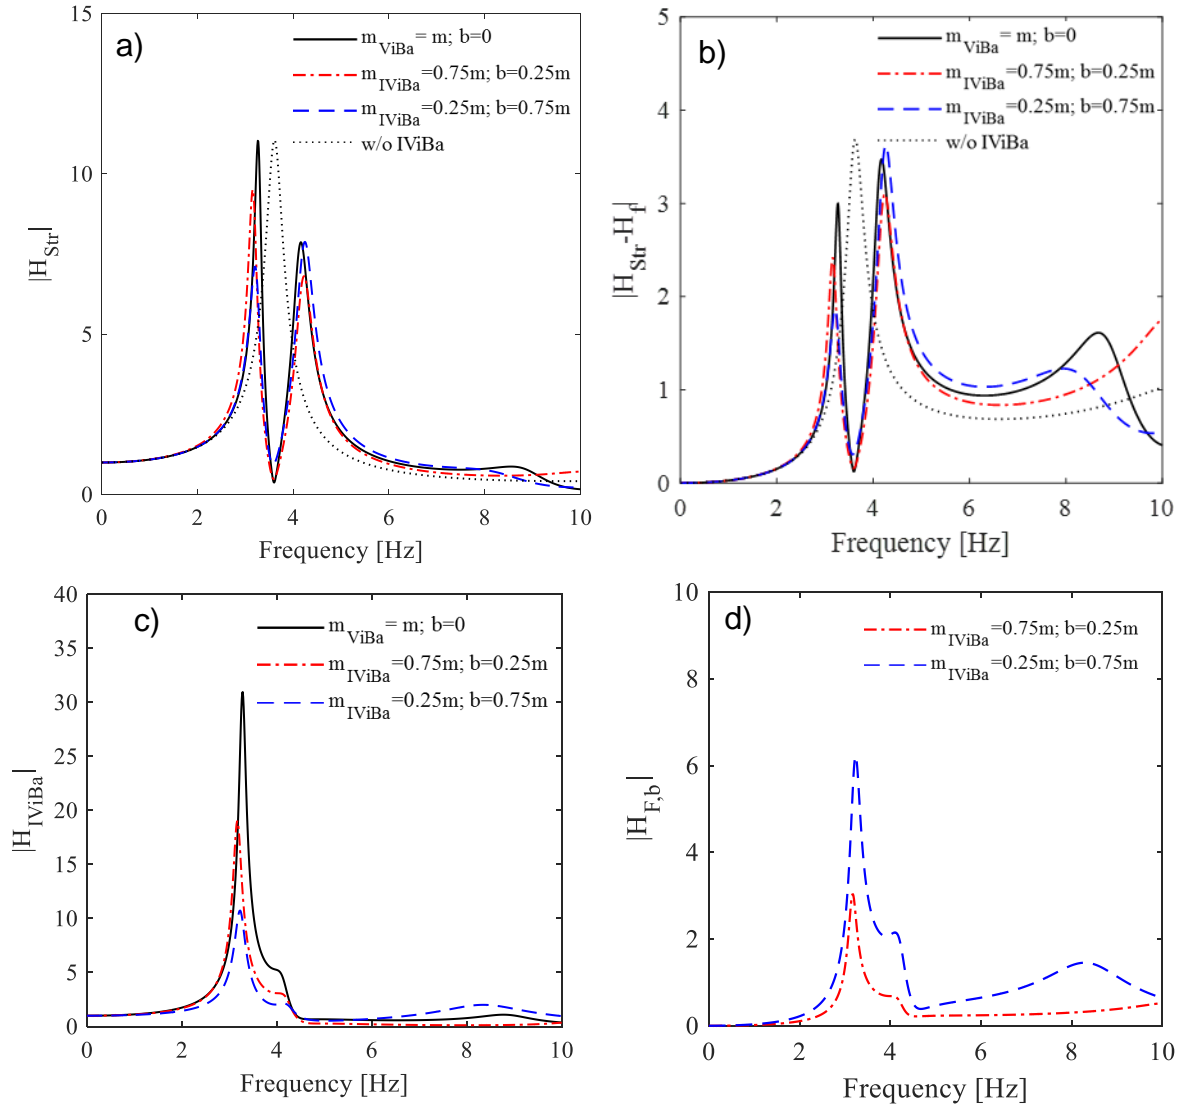 a)
m_ViBa = m; b=0
m_IViBa=0.75m; b=0.25m
m_IViBa=0.25m; b=0.75m
w/o IViBa
|H_Str|
15
10
5
0
0 2 4 6 8 10
Frequency [Hz]
b)
m_ViBa = m; b=0
m_IViBa=0.75m; b=0.25m
m_IViBa=0.25m; b=0.75m
w/o IViBa
|H_Str-H_f|
5
4
3
2
1
0
0 2 4 6 8 10
Frequency [Hz]
c)
m_ViBa = m; b=0
m_IViBa=0.75m; b=0.25m
m_IViBa=0.25m; b=0.75m
|H_IViBa|
40
35
30
25
20
15
10
5
0
0 2 4 6 8 10
Frequency [Hz]
d)
m_IViBa=0.75m; b=0.25m
m_IViBa=0.25m; b=0.75m
|H_F,b|
10
8
6
4
2
0
0 2 4 6 8 10
Frequency [Hz]